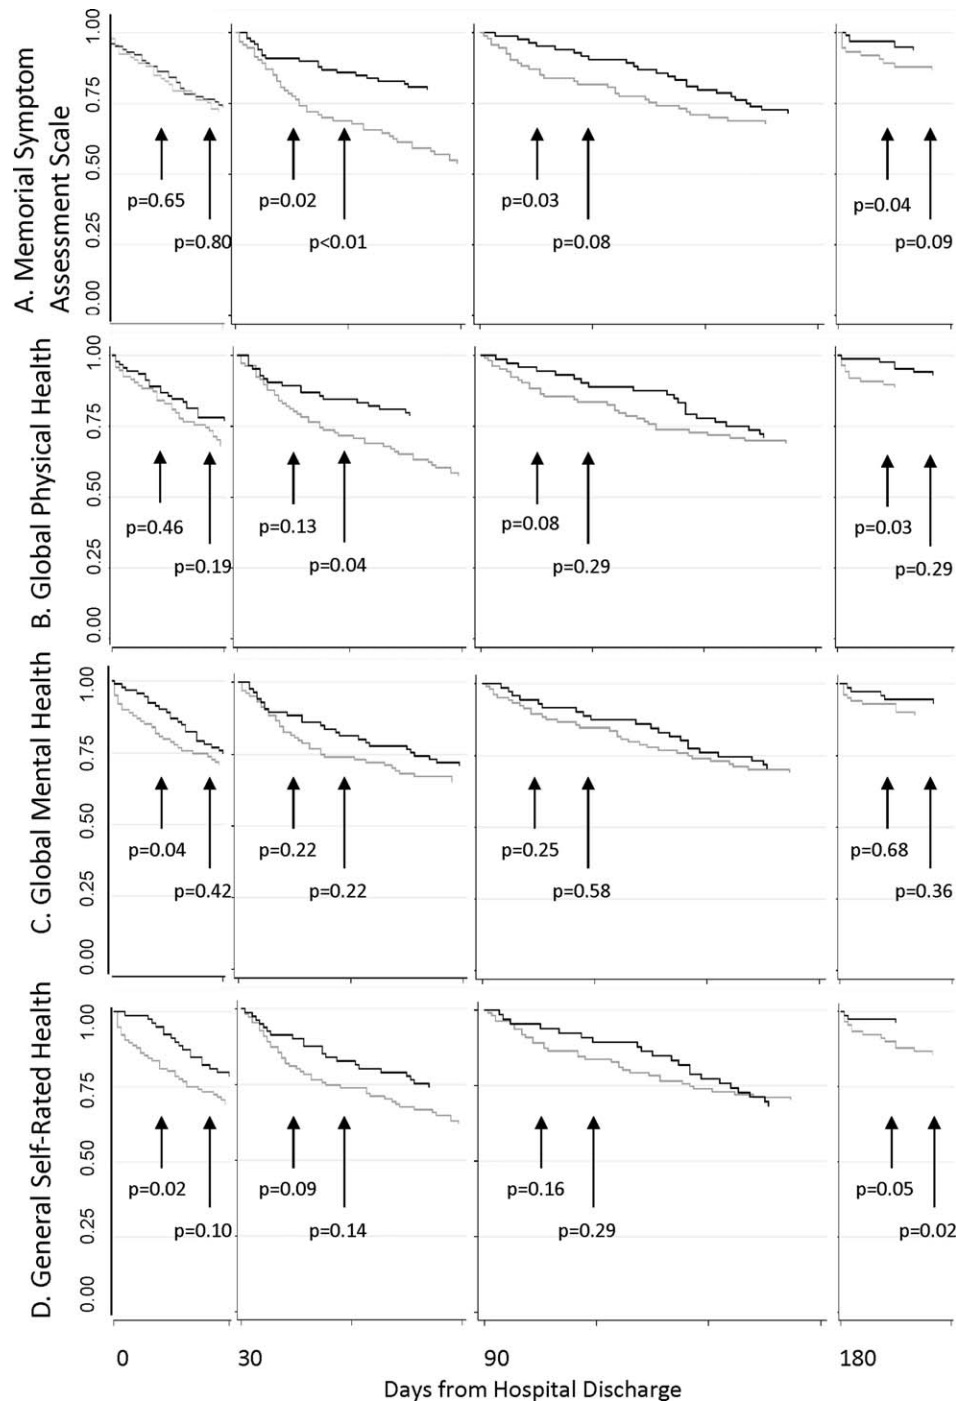 A. Memorial Symptom
Assessment Scale
1.00
0.75
0.50
0.25
0.00
p=0.65
p=0.80
p=0.02
p<0.01
p=0.03
p=0.08
p=0.04
p=0.09
B. Global Physical Health
1.00
0.75
0.50
0.25
0.00
p=0.46
p=0.19
p=0.13
p=0.04
p=0.08
p=0.29
p=0.03
p=0.29
C. Global Mental Health
1.00
0.75
0.50
0.25
0.00
p=0.04
p=0.42
p=0.22
p=0.22
p=0.25
p=0.58
p=0.68
p=0.36
D. General Self-Rated Health
1.00
0.75
0.50
0.25
0.00
p=0.02
p=0.10
p=0.09
p=0.14
p=0.16
p=0.29
p=0.05
p=0.02
0 30 90 180
Days from Hospital Discharge